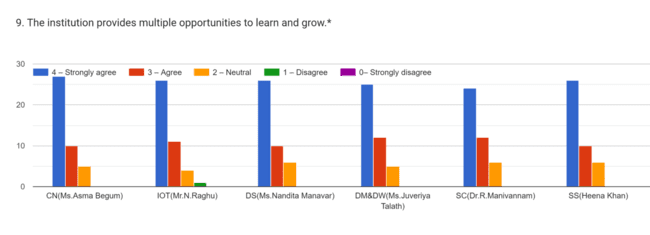 9. The institution provides multiple opportunities to learn and grow.*
4 – Strongly agree 3 – Agree 2 – Neutral 1 – Disagree 0– Strongly disagree
30
20
10
0
CN(Ms.Asma Begum) IOT(Mr.N.Raghu) DS(Ms.Nandita Manavar) DM&DW(Ms.Juveriya SC(Dr.R.Manivannam) SS(Heena Khan)
Talath)